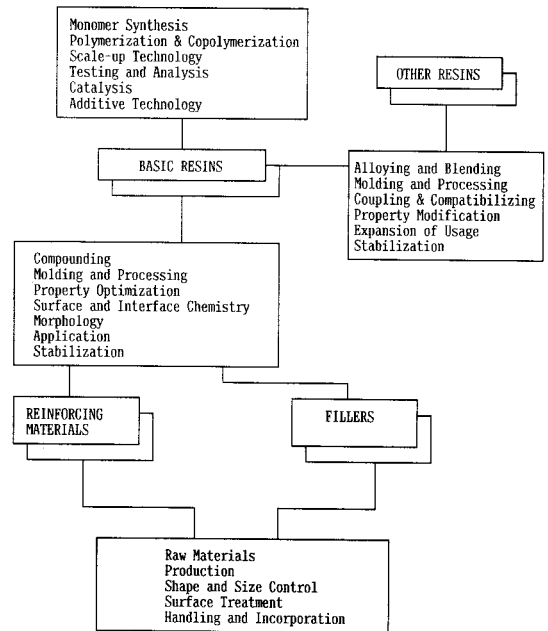 Monomer Synthesis
Polymerization & Copolymerization
Scale-up Technology
Testing and Analysis
Catalysis
Additive Technology
OTHER RESINS
BASIC RESINS
Alloying and Blending
Molding and Processing
Coupling & Compatibilizing
Property Modification
Expansion of Usage
Stabilization
Compounding
Molding and Processing
Property Optimization
Surface and Interface Chemistry
Morphology
Application
Stabilization
REINFORCING
MATERIALS
FILLERS
Raw Materials
Production
Shape and Size Control
Surface Treatment
Handling and Incorporation